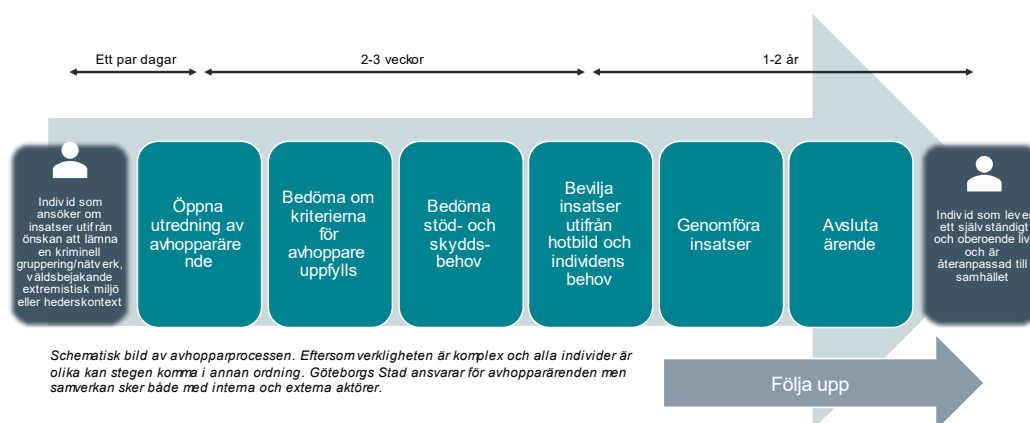 Ett par dagar
2-3 veckor
1-2 år
Individ som
ansöker om
insatser utifrån
önskan att lämna
en kriminell
gruppering/nätverk,
våldsbejakande
extremistisk miljö
eller hederskontext
Öppna
utredning av
avhopparäre
nde
Bedöma om
kriterierna
för
avhoppare
uppfylls
Bedöma
stöd- och
skydds-
behov
Bevilja
insatser
utifrån
hotbild och
individens
behov
Genomföra
insatser
Avsluta
ärende
Individ som lever
ett självständigt
och oberoende liv
och är
återanpassad till
samhället
Schematisk bild av avhopparprocessen. Eftersom verkligheten är komplex och alla individer är
olika kan stegen komma i annan ordning. Göteborgs Stad ansvarar för avhopparärenden men
samverkan sker både med interna och externa aktörer.
Följa upp